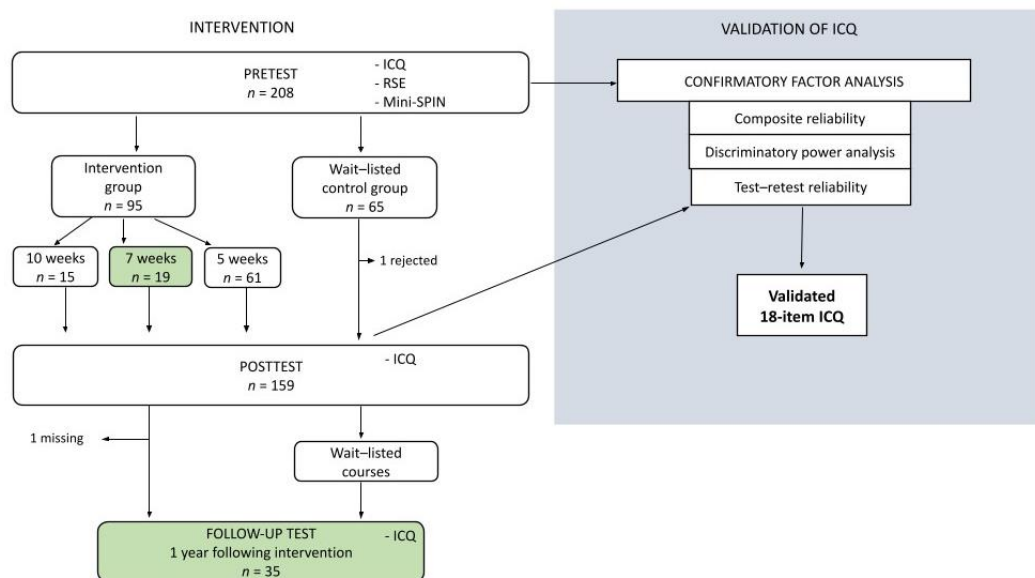 INTERVENTION
PRETEST
n = 208
- ICQ
- RSE
- Mini-SPIN
Intervention
group
n = 95
Wait–listed
control group
n = 65
10 weeks
n = 15
7 weeks
n = 19
5 weeks
n = 61
1 rejected
POSTTEST
n = 159
- ICQ
1 missing
Wait–listed
courses
FOLLOW-UP TEST
1 year following intervention
n = 35
- ICQ
VALIDATION OF ICQ
CONFIRMATORY FACTOR ANALYSIS
Composite reliability
Discriminatory power analysis
Test–retest reliability
Validated
18-item ICQ